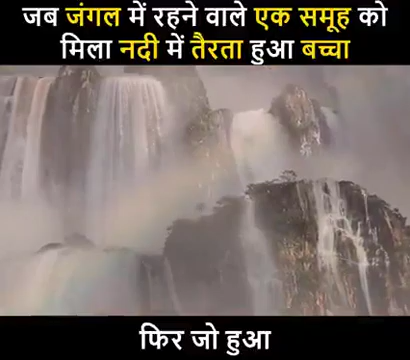 जब जंगल में रहने वाले एक समूह को
मिला नदी में तैरता हुआ बच्चा
फिर जो हुआ